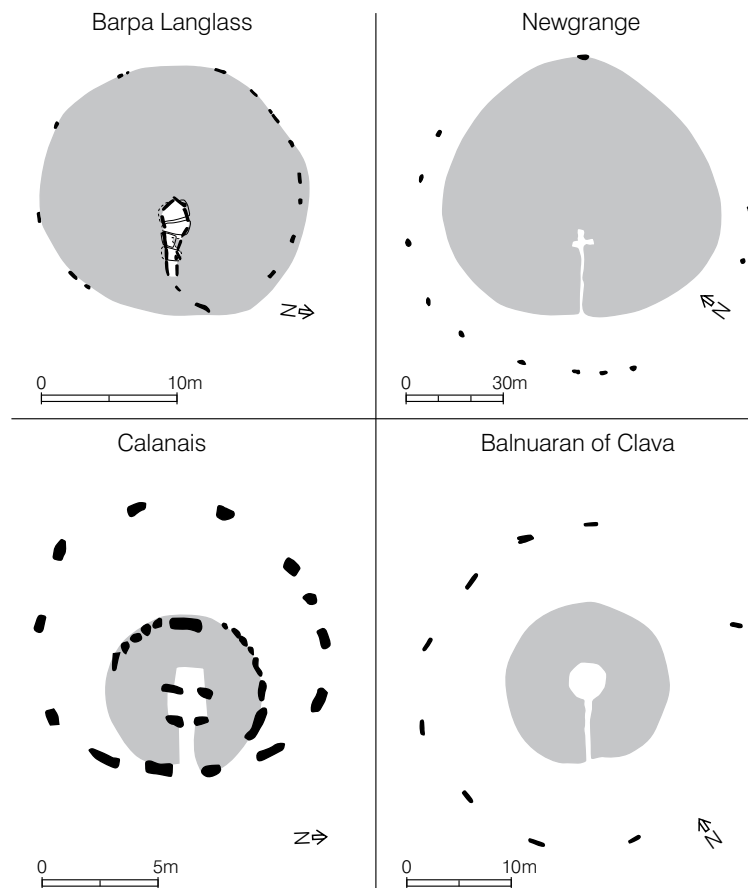 Barpa Langlass
Newgrange
N
N
0 10m
0 30m
Calanais
Balnuaran of Clava
N
N
0 5m
0 10m